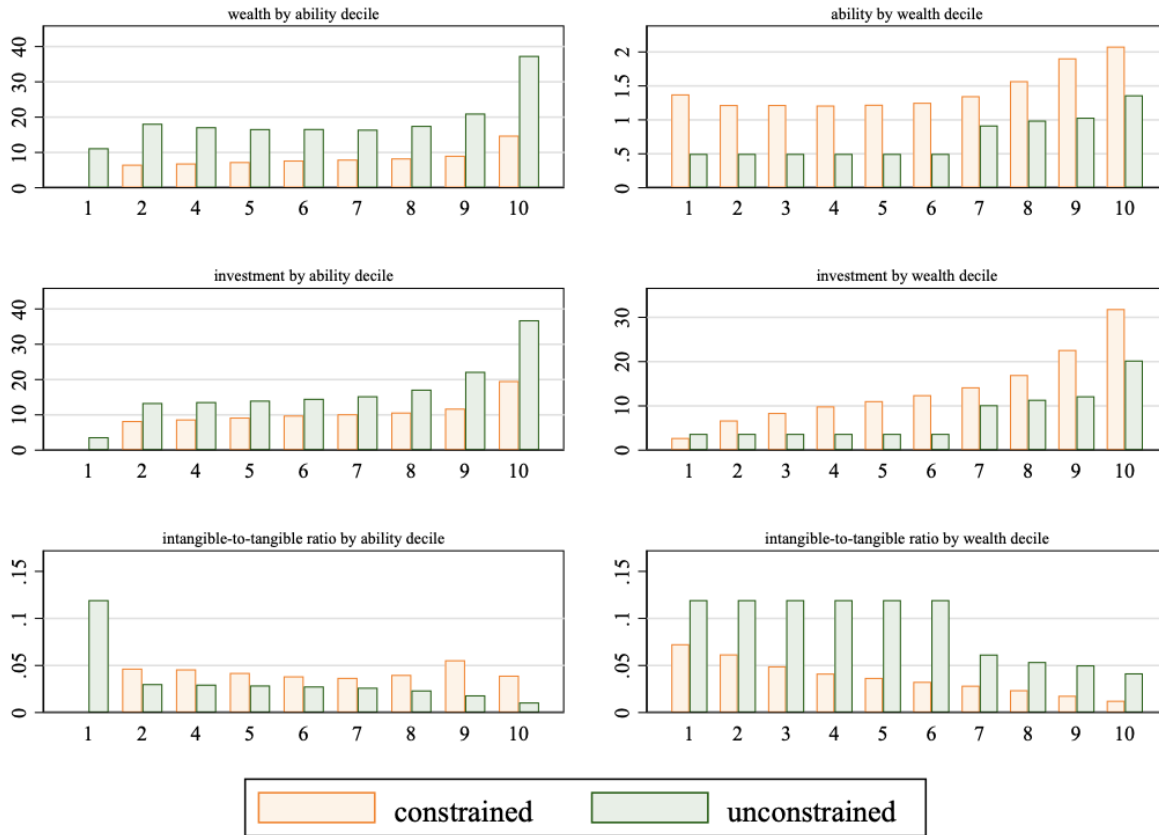 wealth by ability decile
40
30
20
10
0
1 2 4 5 6 7 8 9 10
ability by wealth decile
2
1.5
1
.5
0
1 2 3 4 5 6 7 8 9 10
investment by ability decile
40
30
20
10
0
1 2 4 5 6 7 8 9 10
investment by wealth decile
30
20
10
0
1 2 3 4 5 6 7 8 9 10
intangible-to-tangible ratio by ability decile
.15
.1
.05
0
1 2 4 5 6 7 8 9 10
intangible-to-tangible ratio by wealth decile
.15
.1
.05
0
1 2 3 4 5 6 7 8 9 10
constrained unconstrained